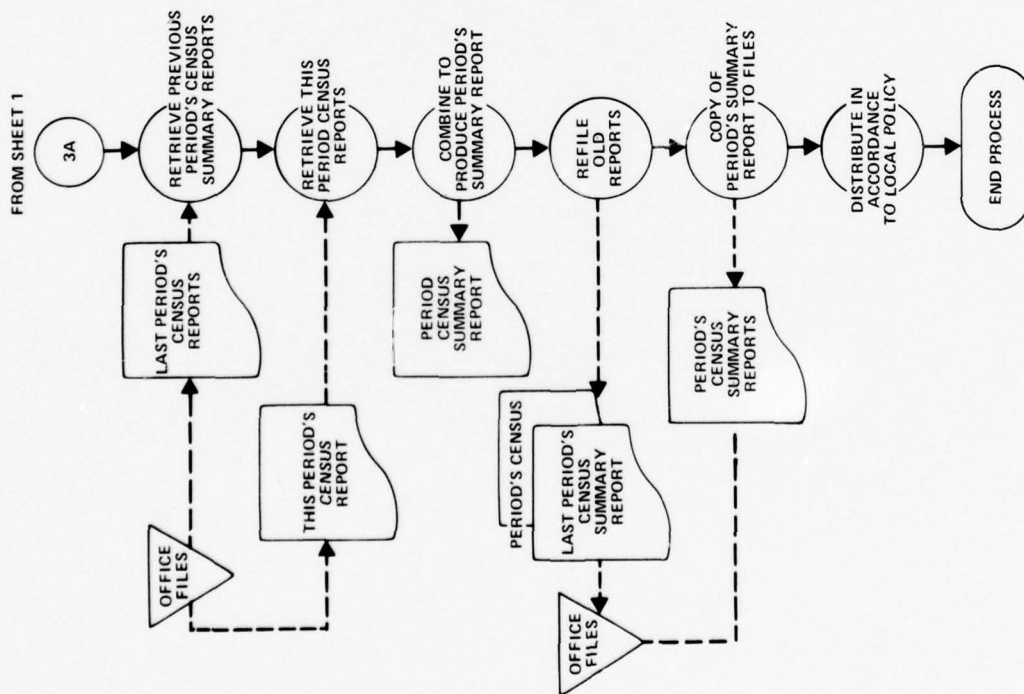 FROM SHEET 1
3A
RETRIEVE PREVIOUS
PERIOD'S CENSUS
SUMMARY REPORTS
LAST PERIOD'S
CENSUS
REPORTS
OFFICE
FILES
RETRIEVE THIS
PERIOD CENSUS
REPORTS
THIS PERIOD'S
CENSUS
REPORT
COMBINE TO
PRODUCE PERIOD'S
SUMMARY REPORT
PERIOD
CENSUS
SUMMARY
REPORT
REFILE
OLD
REPORTS
PERIOD'S CENSUS
LAST PERIOD'S
CENSUS
SUMMARY
REPORT
OFFICE
FILES
COPY OF
PERIOD'S SUMMARY
REPORT TO FILES
PERIOD'S
CENSUS
SUMMARY
REPORTS
DISTRIBUTE IN
ACCORDANCE
TO LOCAL POLICY
END PROCESS